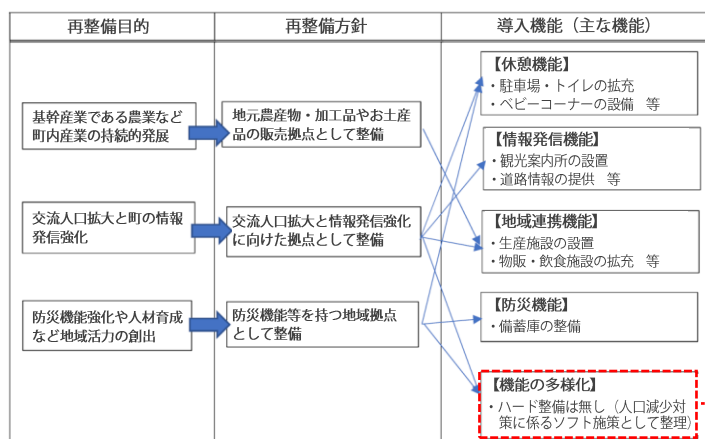 再整備目的
再整備方針
導入機能（主な機能）
基幹産業である農業など
町内産業の持続的発展
地元農産物・加工品やお土産
品の販売拠点として整備
交流人口拡大と町の情報
発信強化
交流人口拡大と情報発信強化
に向けた拠点として整備
防災機能強化や人材育成
など地域活力の創出
防災機能等を持つ地域拠点
として整備
【休憩機能】
・駐車場・トイレの拡充
・ベビーコーナーの設備　等
【情報発信機能】
・観光案内所の設置
・道路情報の提供　等
【地域連携機能】
・生産施設の設置
・物販・飲食施設の拡充　等
【防災機能】
・備蓄庫の整備
【機能の多様化】
・ハード整備は無し（人口減少対
策に係るソフト施策として整理）